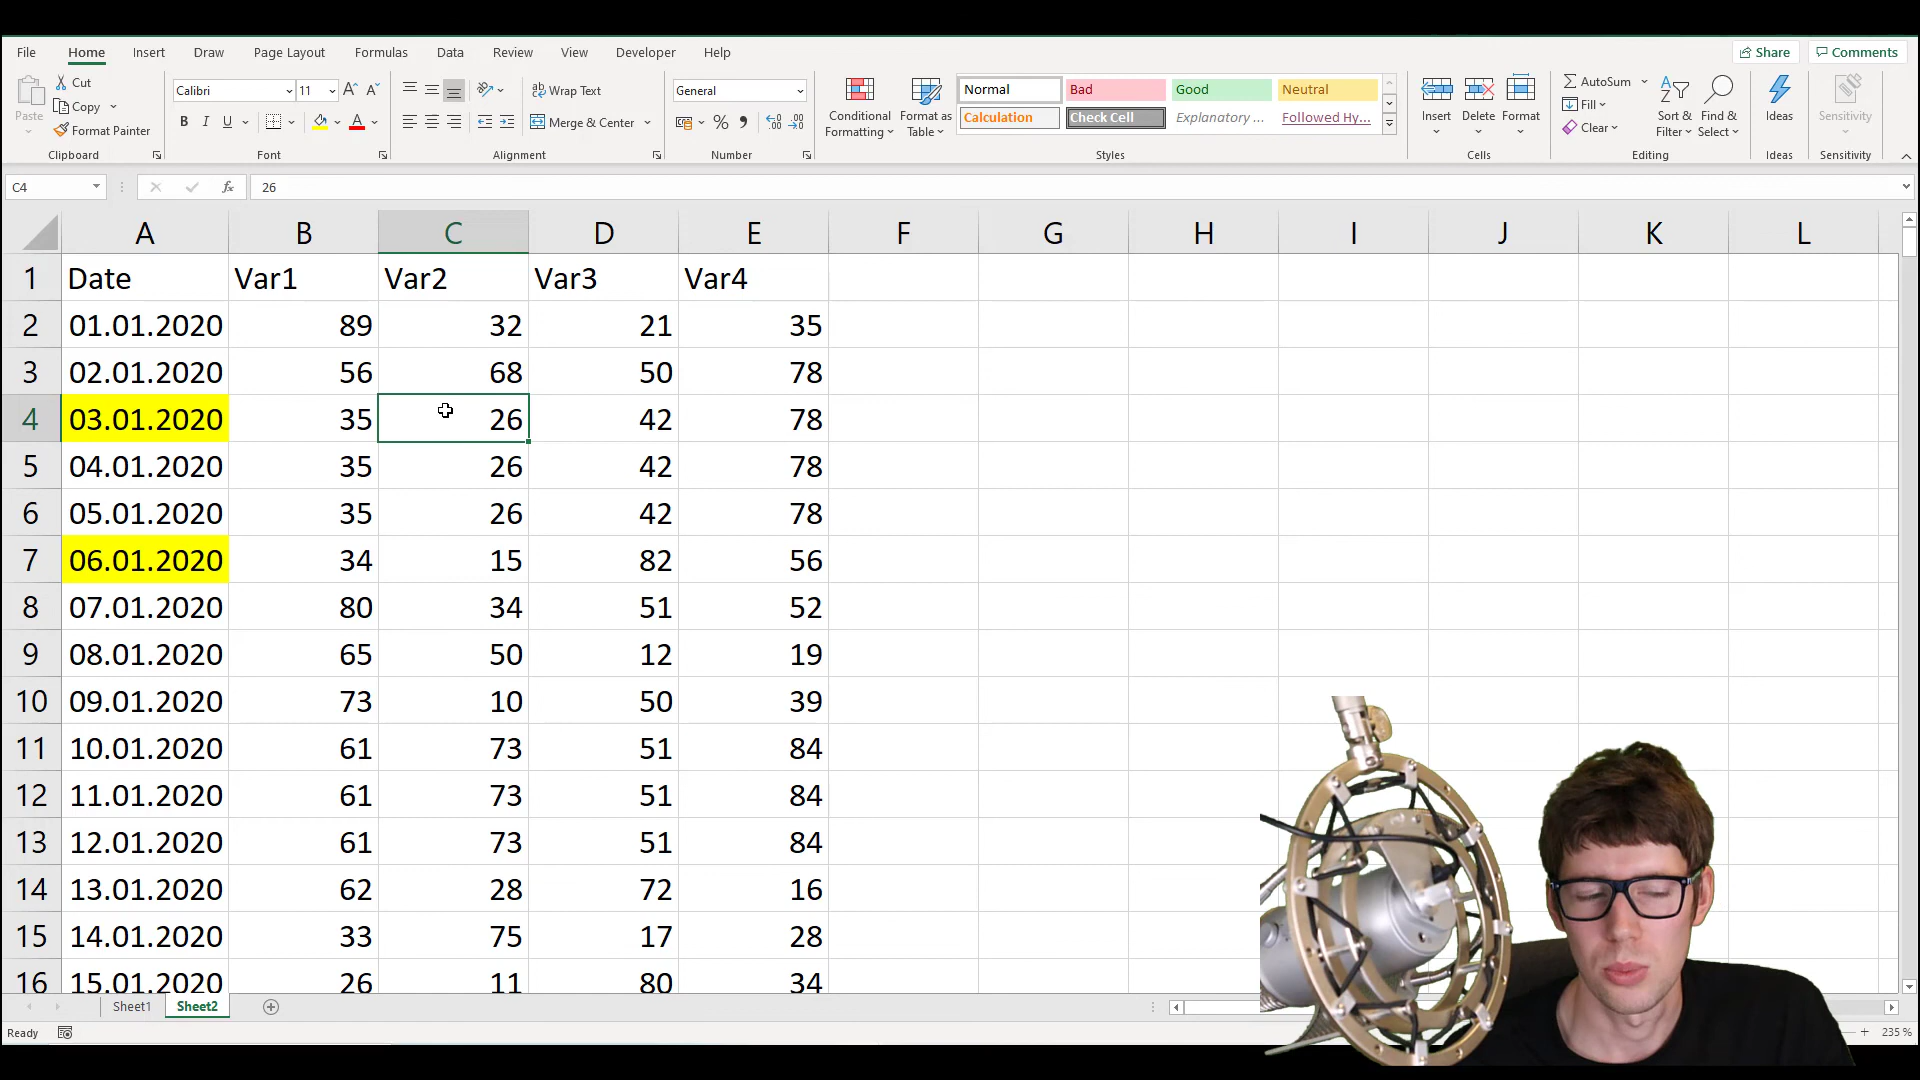 File Home Insert Draw Page Layout Formulas Data Review View Developer Help Share Comments
Paste Cut Copy Format Painter Clipboard
Calibri 11 A A B I U A Font
Wrap Text Merge & Center Alignment
General % Number
Conditional Formatting Format as Table Normal Bad Good Neutral Calculation Check Cell Explanatory ... Followed Hy... Styles
Insert Delete Format Cells
AutoSum Fill Clear Sort & Filter Find & Select Editing
Ideas Ideas Sensitivity Sensitivity
C4 fx 26
A B C D E F G H I J K L
1 Date Var1 Var2 Var3 Var4
2 01.01.2020 89 32 21 35
3 02.01.2020 56 68 50 78
4 03.01.2020 35 26 42 78
5 04.01.2020 35 26 42 78
6 05.01.2020 35 26 42 78
7 06.01.2020 34 15 82 56
8 07.01.2020 80 34 51 52
9 08.01.2020 65 50 12 19
10 09.01.2020 73 10 50 39
11 10.01.2020 61 73 51 84
12 11.01.2020 61 73 51 84
13 12.01.2020 61 73 51 84
14 13.01.2020 62 28 72 16
15 14.01.2020 33 75 17 28
16 15.01.2020 26 11 80 34
Sheet1 Sheet2
Ready 235 %